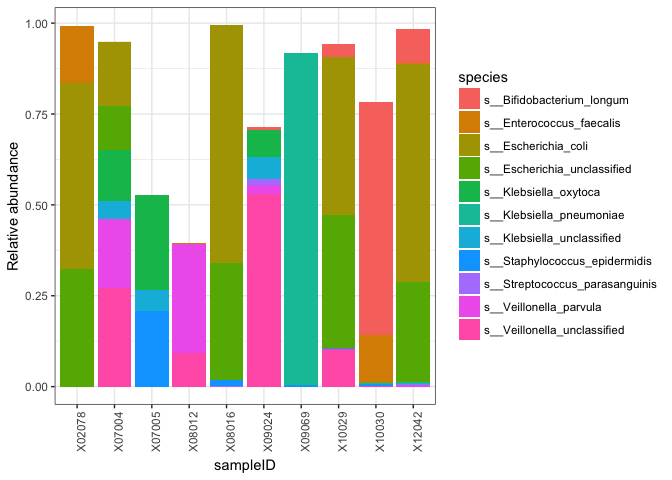 1.00
0.75
0.50
0.25
0.00
Relative abundance
X02078
X07004
X07005
X08012
X08016
X09024
X09069
X10029
X10030
X12042
sampleID
species
s__Bifidobacterium_longum
s__Enterococcus_faecalis
s__Escherichia_coli
s__Escherichia_unclassified
s__Klebsiella_oxytoca
s__Klebsiella_pneumoniae
s__Klebsiella_unclassified
s__Staphylococcus_epidermidis
s__Streptococcus_parasanguinis
s__Veillonella_parvula
s__Veillonella_unclassified